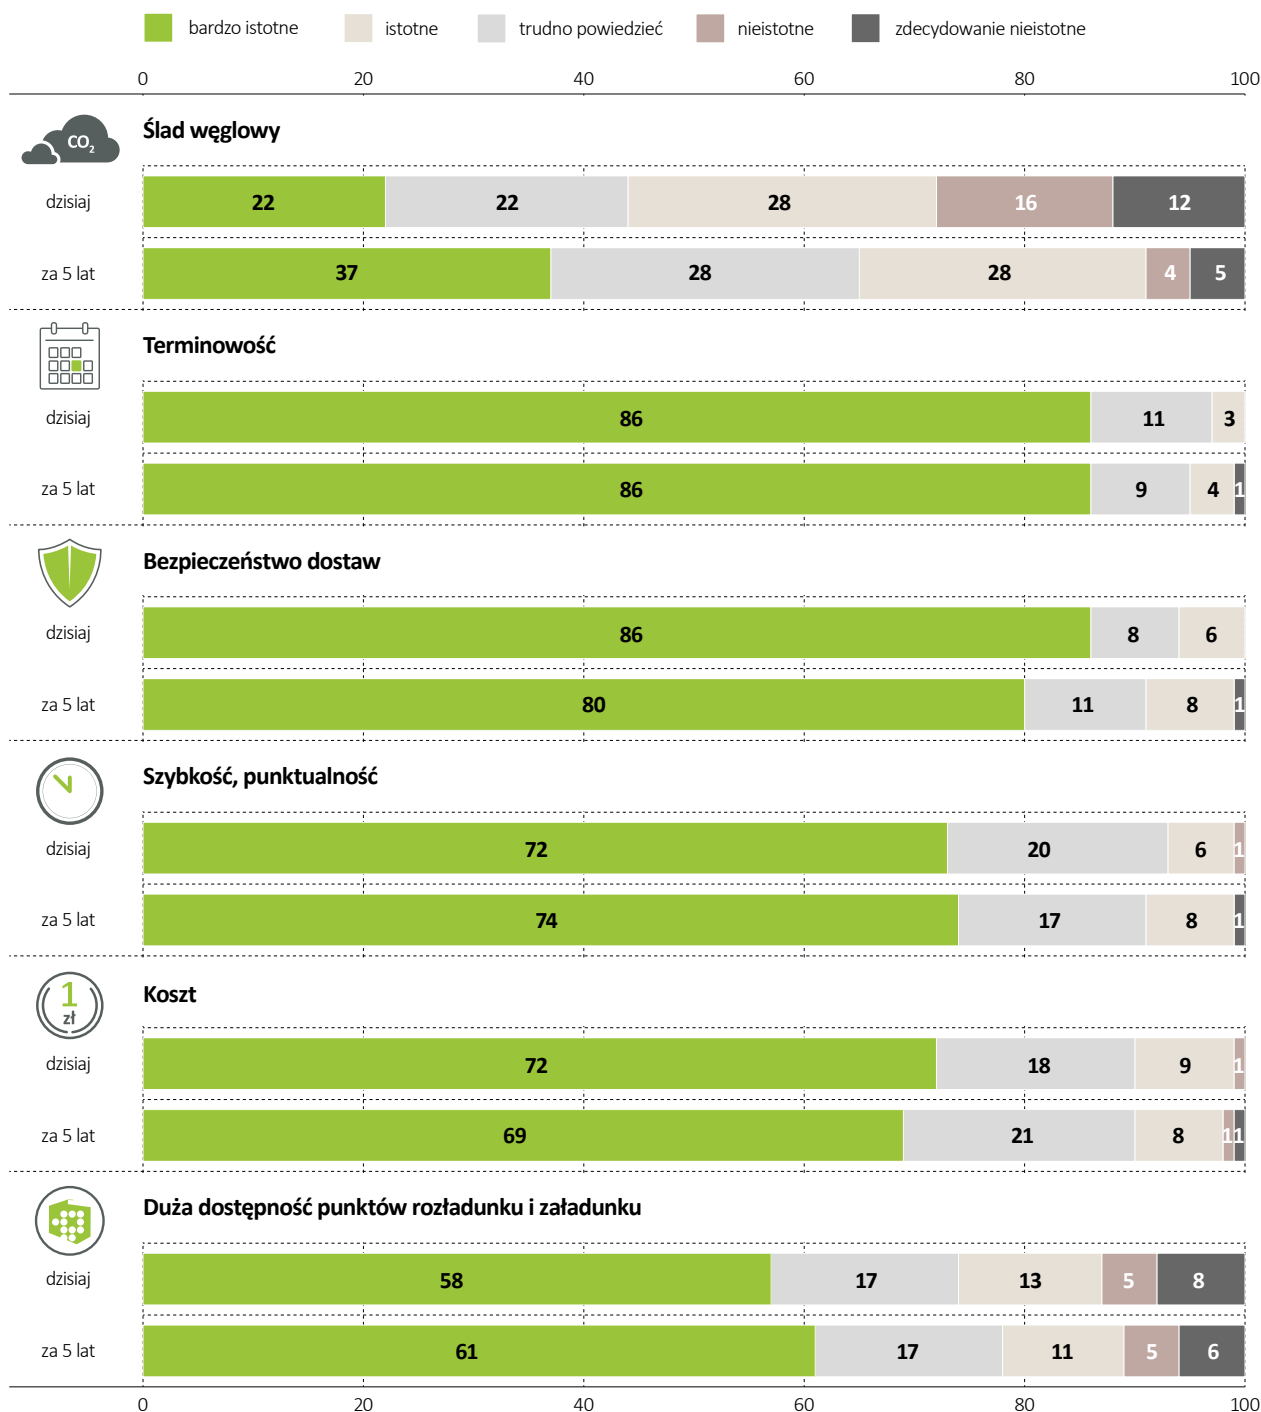 bardzo istotne istotne trudno powiedzieć nieistotne zdecydowanie nieistotne
0 20 40 60 80 100
CO2
Ślad węglowy
dzisiaj 22 22 28 16 12
za 5 lat 37 28 28 4 5
Terminowość
dzisiaj 86 11 3
za 5 lat 86 9 4 1
Bezpieczeństwo dostaw
dzisiaj 86 8 6
za 5 lat 80 11 8 1
Szybkość, punktualność
dzisiaj 72 20 6 1
za 5 lat 74 17 8 1
1
zł
Koszt
dzisiaj 72 18 9 1
za 5 lat 69 21 8 1 1
Duża dostępność punktów rozładunku i załadunku
dzisiaj 58 17 13 5 8
za 5 lat 61 17 11 5 6
0 20 40 60 80 100